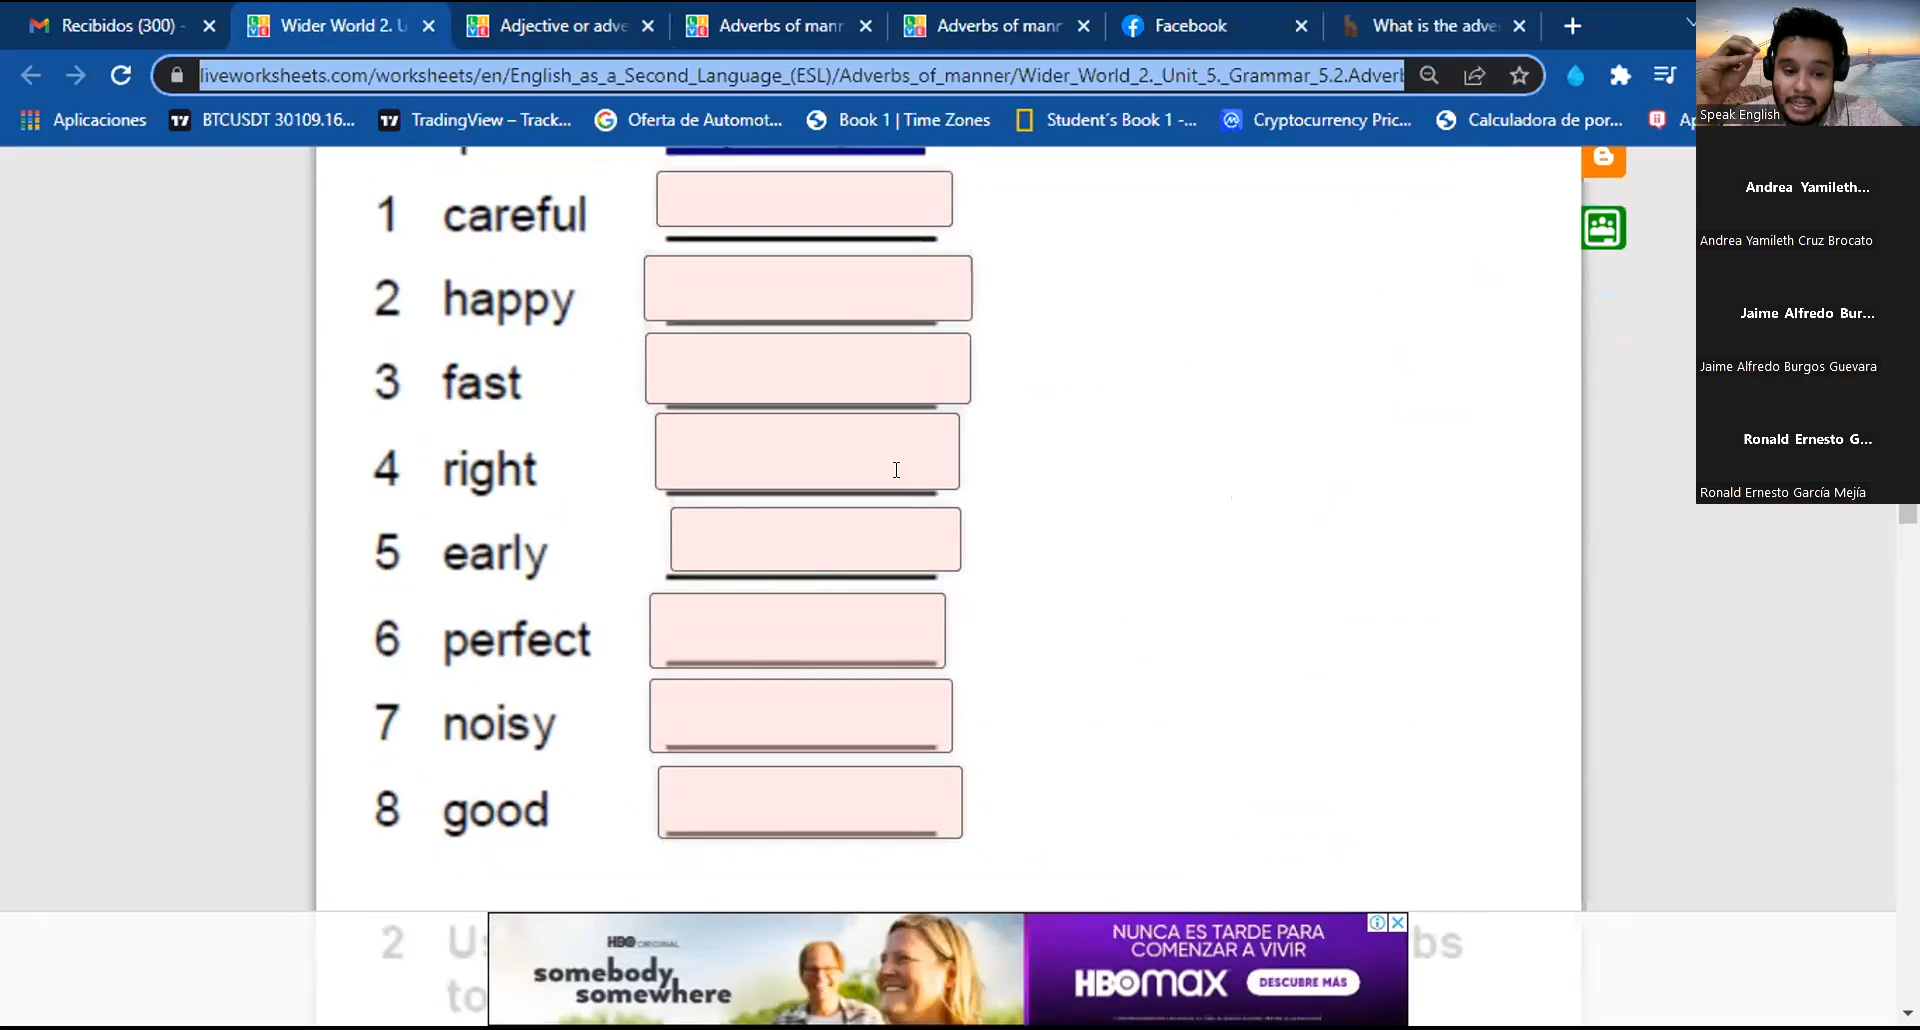 Recibidos (300) -
Wider World 2. U
Adjective or adve
Adverbs of manr
Adverbs of manr
Facebook
What is the adve
liveworksheets.com/worksheets/en/English_as_a_Second_Language_(ESL)/Adverbs_of_manner/Wider_World_2._Unit_5._Grammar_5.2.Adverb
Aplicaciones
BTCUSDT 30109.16...
TradingView – Track...
Oferta de Automot...
Book 1 | Time Zones
Student´s Book 1 -...
Cryptocurrency Pric...
Calculadora de por...
Ap
Speak English
Andrea Yamileth...
Andrea Yamileth Cruz Brocato
Jaime Alfredo Bur...
Jaime Alfredo Burgos Guevara
Ronald Ernesto G...
Ronald Ernesto García Mejía
1 careful
2 happy
3 fast
4 right
5 early
6 perfect
7 noisy
8 good
2 Us
bs
to
HBO ORIGINAL
somebody
somewhere
NUNCA ES TARDE PARA
COMENZAR A VIVIR
HBOMAX
DESCUBRE MÁS